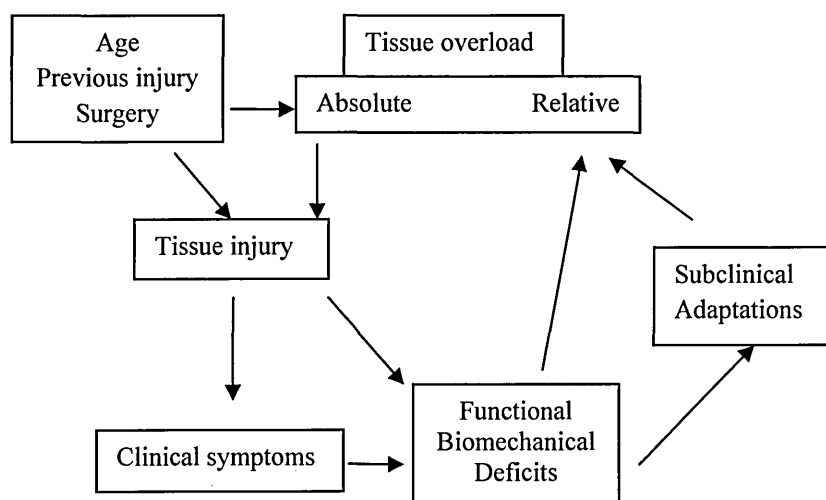 Age
Previous injury
Surgery
Tissue overload
Absolute Relative
Tissue injury
Subclinical
Adaptations
Functional
Biomechanical
Deficits
Clinical symptoms